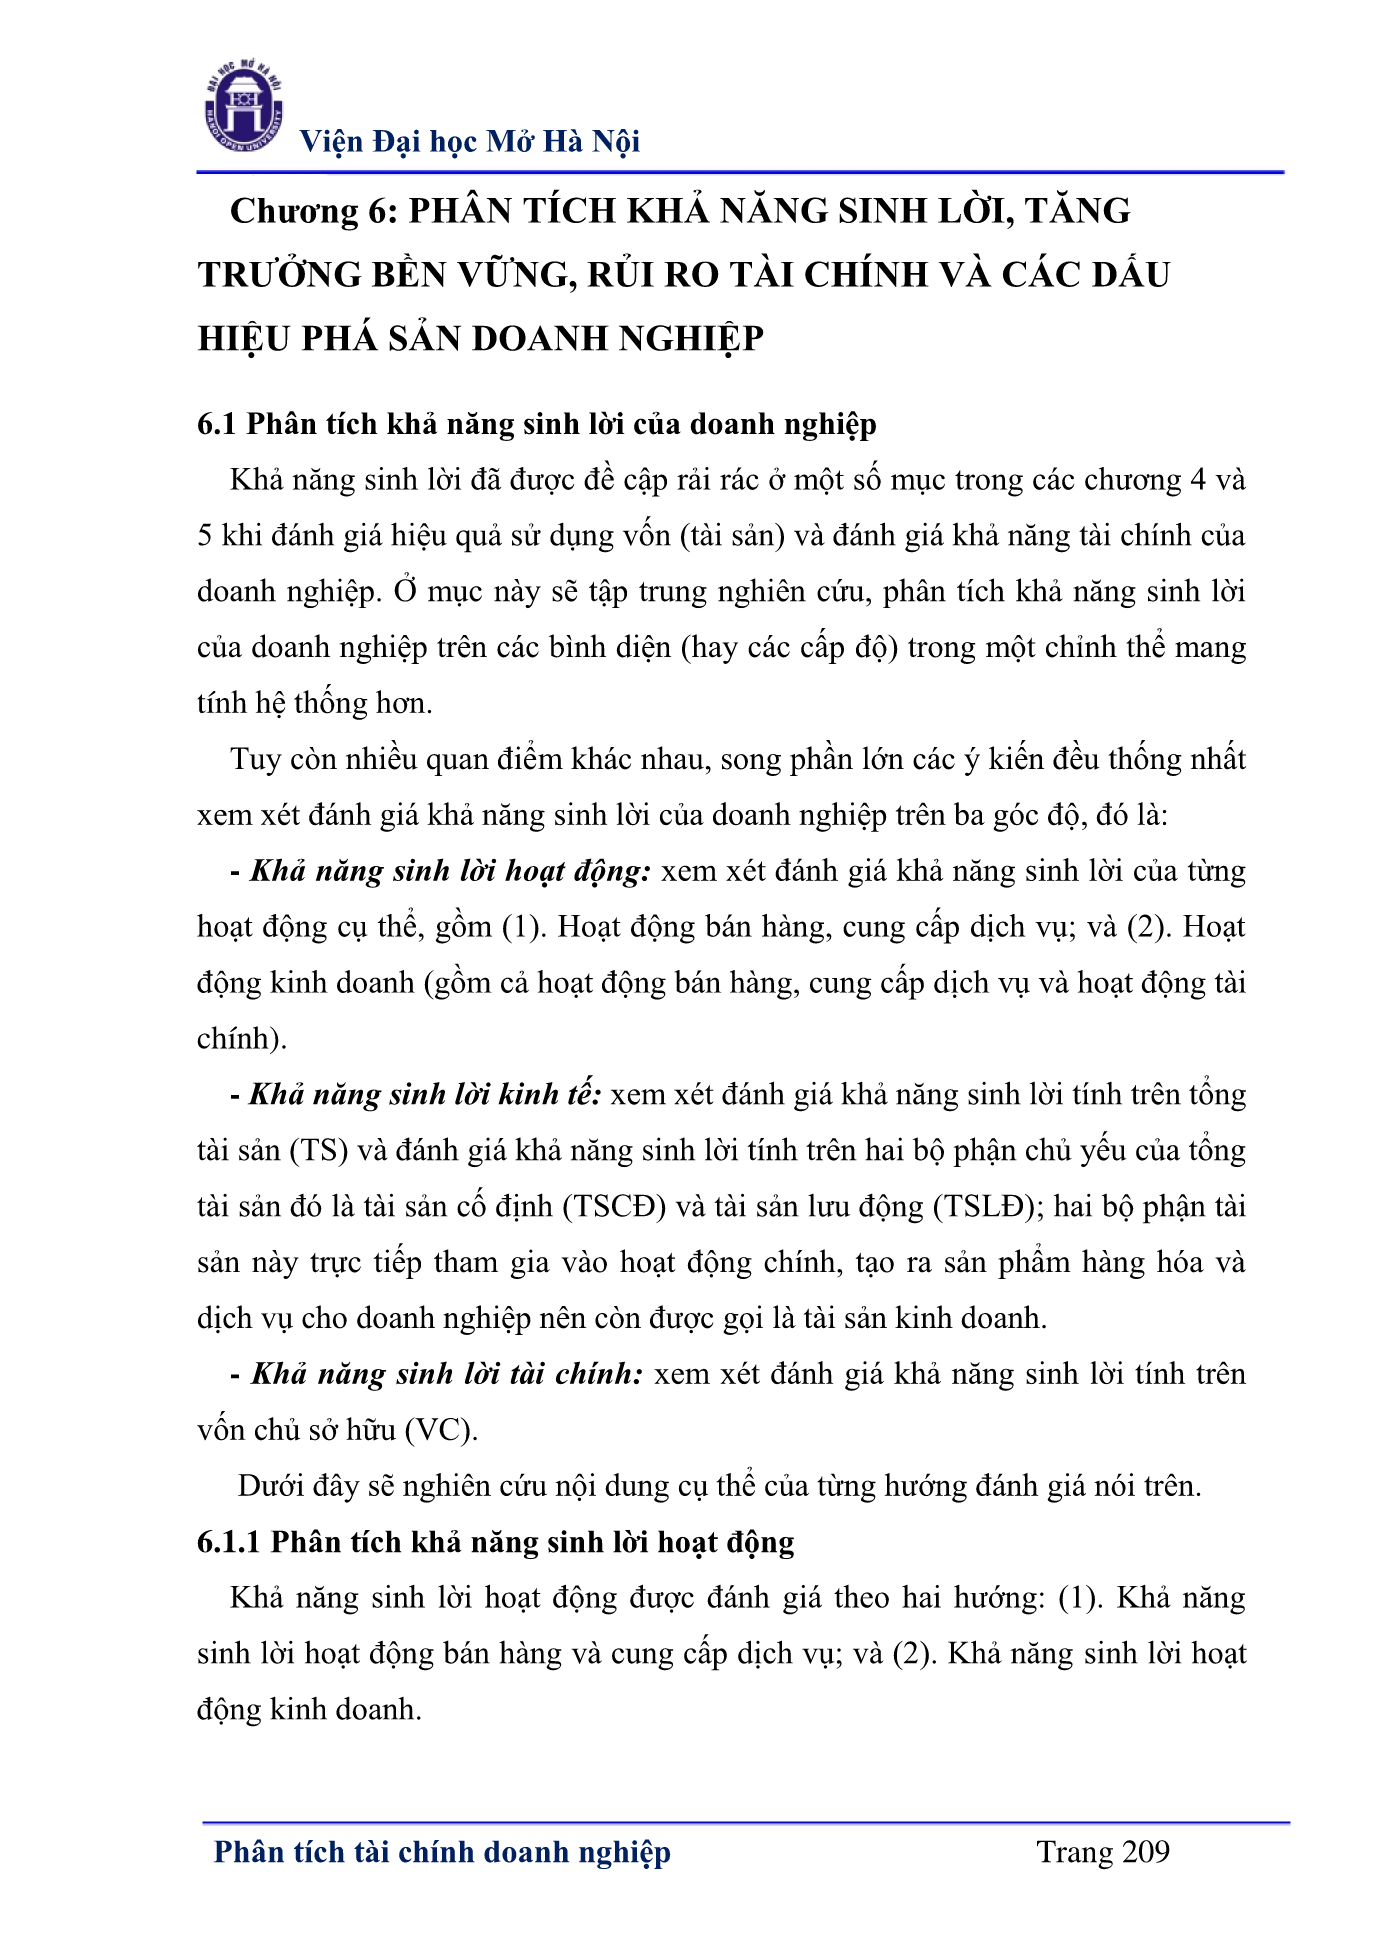 ĐẠI HỌC MỞ HÀ NỘI
HANOI OPEN UNIVERSITY
Viện Đại học Mở Hà Nội
Chương 6: PHÂN TÍCH KHẢ NĂNG SINH LỜI, TĂNG
TRƯỞNG BỀN VỮNG, RỦI RO TÀI CHÍNH VÀ CÁC DẤU
HIỆU PHÁ SẢN DOANH NGHIỆP
6.1 Phân tích khả năng sinh lời của doanh nghiệp
Khả năng sinh lời đã được đề cập rải rác ở một số mục trong các chương 4 và
5 khi đánh giá hiệu quả sử dụng vốn (tài sản) và đánh giá khả năng tài chính của
doanh nghiệp. Ở mục này sẽ tập trung nghiên cứu, phân tích khả năng sinh lời
của doanh nghiệp trên các bình diện (hay các cấp độ) trong một chỉnh thể mang
tính hệ thống hơn.
Tuy còn nhiều quan điểm khác nhau, song phần lớn các ý kiến đều thống nhất
xem xét đánh giá khả năng sinh lời của doanh nghiệp trên ba góc độ, đó là:
- Khả năng sinh lời hoạt động: xem xét đánh giá khả năng sinh lời của từng
hoạt động cụ thể, gồm (1). Hoạt động bán hàng, cung cấp dịch vụ; và (2). Hoạt
động kinh doanh (gồm cả hoạt động bán hàng, cung cấp dịch vụ và hoạt động tài
chính).
- Khả năng sinh lời kinh tế: xem xét đánh giá khả năng sinh lời tính trên tổng
tài sản (TS) và đánh giá khả năng sinh lời tính trên hai bộ phận chủ yếu của tổng
tài sản đó là tài sản cố định (TSCĐ) và tài sản lưu động (TSLĐ); hai bộ phận tài
sản này trực tiếp tham gia vào hoạt động chính, tạo ra sản phẩm hàng hóa và
dịch vụ cho doanh nghiệp nên còn được gọi là tài sản kinh doanh.
- Khả năng sinh lời tài chính: xem xét đánh giá khả năng sinh lời tính trên
vốn chủ sở hữu (VC).
Dưới đây sẽ nghiên cứu nội dung cụ thể của từng hướng đánh giá nói trên.
6.1.1 Phân tích khả năng sinh lời hoạt động
Khả năng sinh lời hoạt động được đánh giá theo hai hướng: (1). Khả năng
sinh lời hoạt động bán hàng và cung cấp dịch vụ; và (2). Khả năng sinh lời hoạt
động kinh doanh.
Phân tích tài chính doanh nghiệp Trang 209